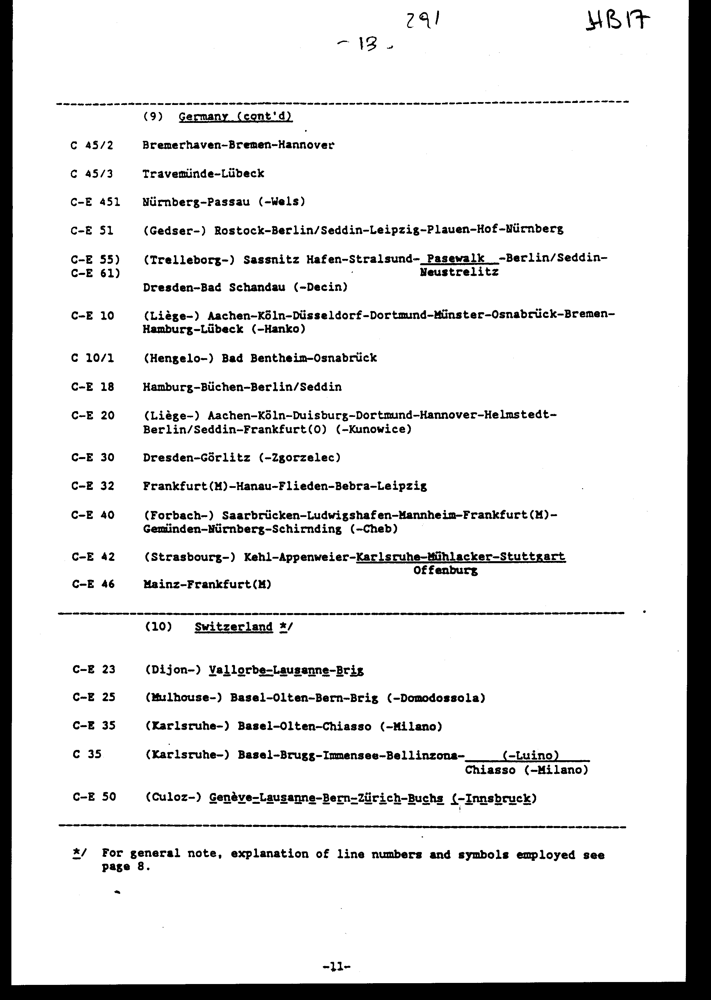 291
HB17
- 13 -
(9) Germany (cont'd)
C 45/2 Bremerhaven-Bremen-Hannover
C 45/3 Travemünde-Lübeck
C-E 451 Nürnberg-Passau (-Wels)
C-E 51 (Gedser-) Rostock-Berlin/Seddin-Leipzig-Plauen-Hof-Nürnberg
C-E 55) (Trelleborg-) Sassnitz Hafen-Stralsund- Pasewalk -Berlin/Seddin-
C-E 61) Neustrelitz
Dresden-Bad Schandau (-Decin)
C-E 10 (Liège-) Aachen-Köln-Düsseldorf-Dortmund-Münster-Osnabrück-Bremen-
Hamburg-Lübeck (-Hanko)
C 10/1 (Hengelo-) Bad Bentheim-Osnabrück
C-E 18 Hamburg-Büchen-Berlin/Seddin
C-E 20 (Liège-) Aachen-Köln-Duisburg-Dortmund-Hannover-Helmstedt-
Berlin/Seddin-Frankfurt(O) (-Kunowice)
C-E 30 Dresden-Görlitz (-Zgorzelec)
C-E 32 Frankfurt(M)-Hanau-Flieden-Bebra-Leipzig
C-E 40 (Forbach-) Saarbrücken-Ludwigshafen-Mannheim-Frankfurt(M)-
Gemünden-Nürnberg-Schirnding (-Cheb)
C-E 42 (Strasbourg-) Kehl-Appenweier-Karlsruhe-Mühlacker-Stuttgart
Offenburg
C-E 46 Mainz-Frankfurt(M)
(10) Switzerland */
C-E 23 (Dijon-) Vallorbe-Lausanne-Brig
C-E 25 (Mulhouse-) Basel-Olten-Bern-Brig (-Domodossola)
C-E 35 (Karlsruhe-) Basel-Olten-Chiasso (-Milano)
C 35 (Karlsruhe-) Basel-Brugg-Immensee-Bellinzona- (-Luino)
Chiasso (-Milano)
C-E 50 (Culoz-) Genève-Lausanne-Bern-Zürich-Buchs (-Innsbruck)
*/ For general note, explanation of line numbers and symbols employed see
page 8.
-11-